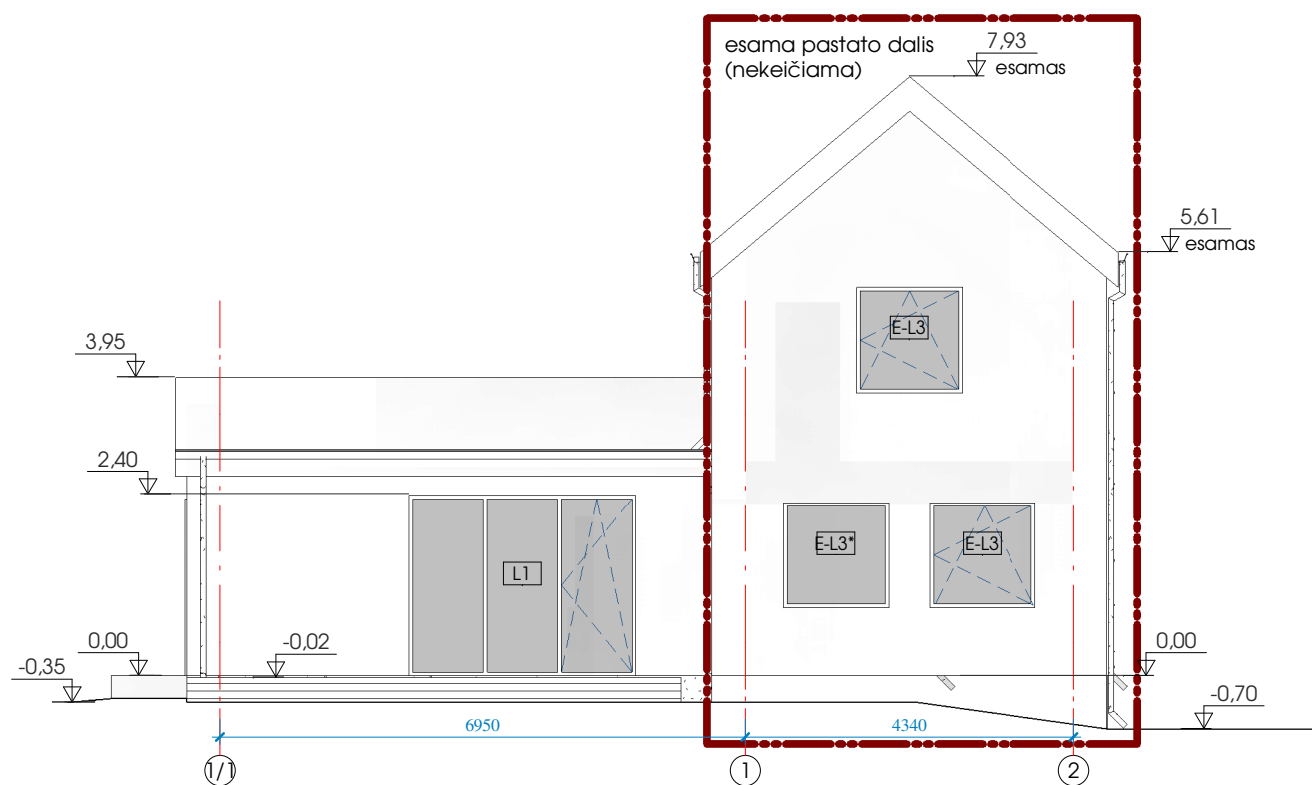 esama pastato dalis
(nekeičiama)
7,93
esamas
5,61
esamas
E-L3
3,95
2,40
E-L3*
E-L3
L1
0,00
-0,02
0,00
-0,35
-0,70
6950
4340
1/1
1
2